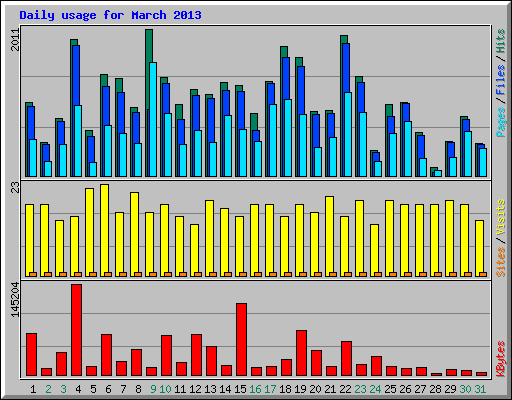 Daily usage for March 2013
2011
Pages / Files / Hits
23
Sites / Visits
145204
KBytes
1 2 3 4 5 6 7 8 9 10 11 12 13 14 15 16 17 18 19 20 21 22 23 24 25 26 27 28 29 30 31